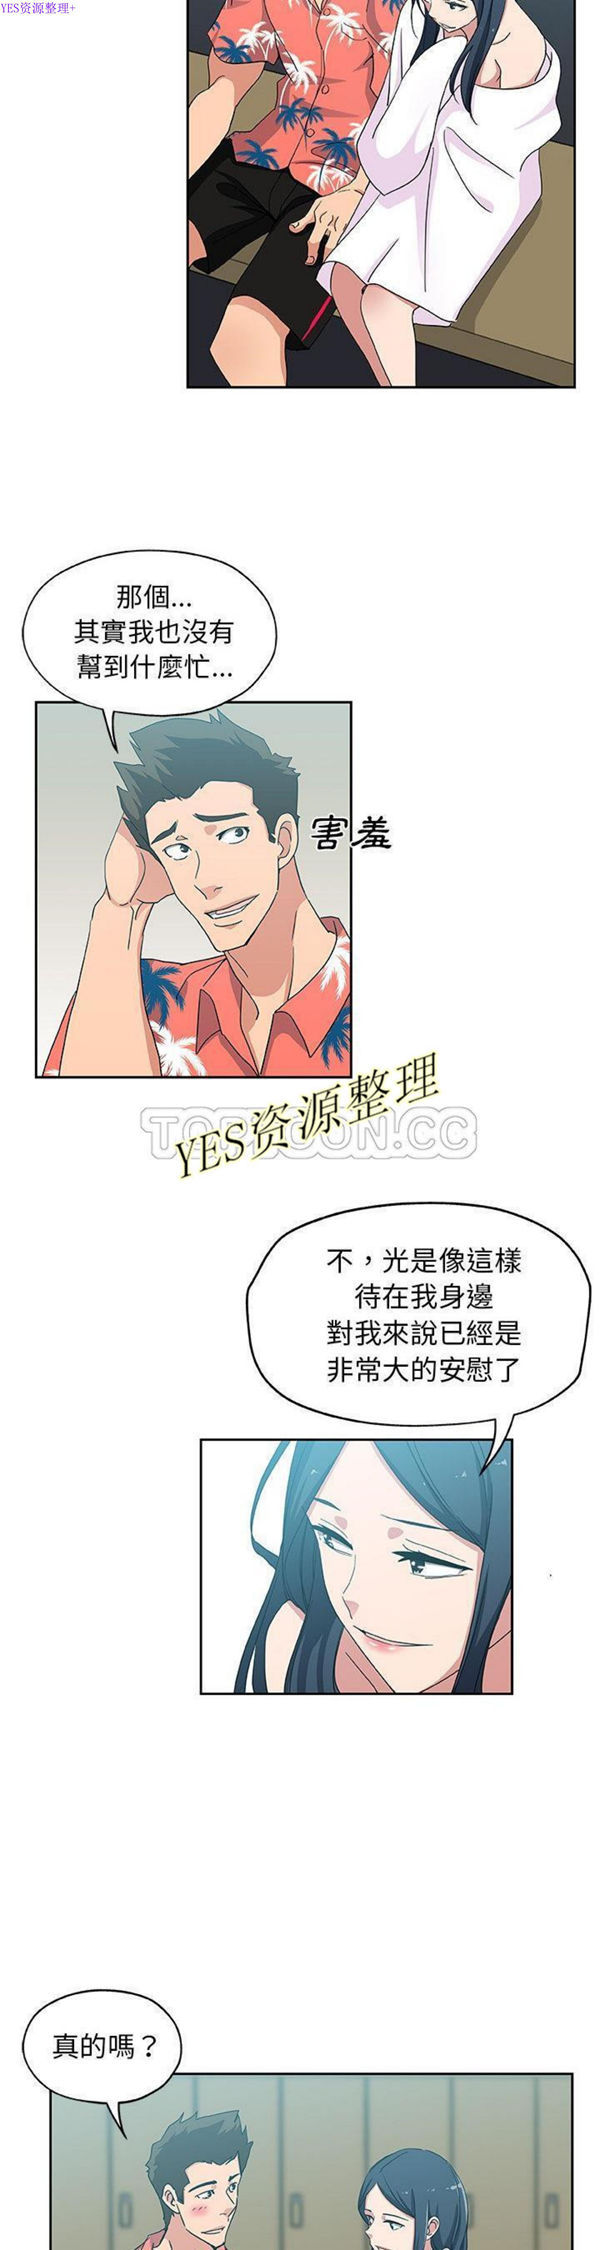 YES资源整理+
那個...
其實我也沒有
幫到什麼忙...
害羞
YES资源整理
TOPTOON.CC
不，光是像這樣
待在我身邊
對我來說已經是
非常大的安慰了
真的嗎？